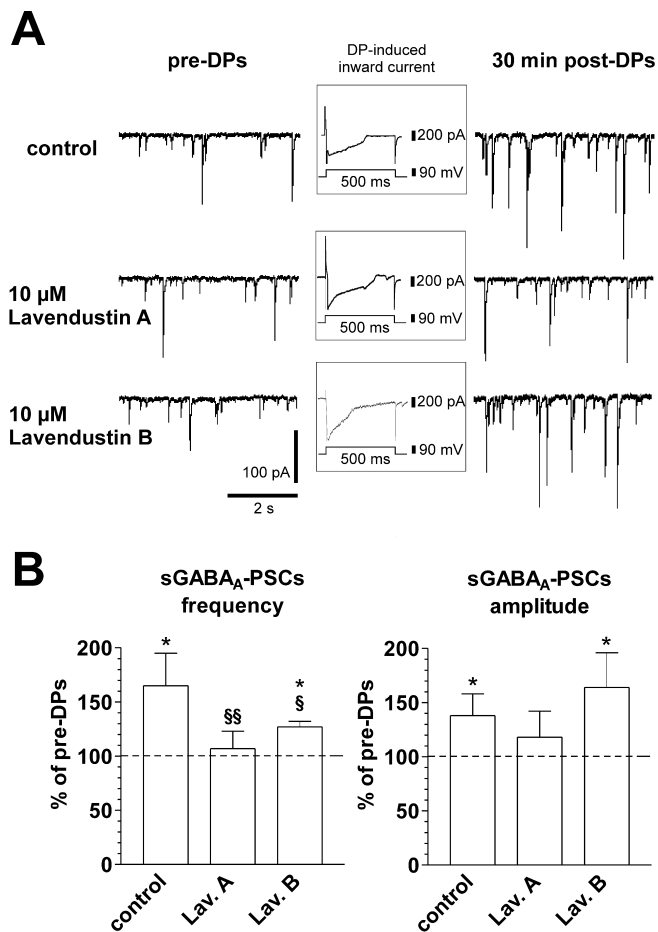 A
pre-DPs
DP-induced
inward current
30 min post-DPs
control
200 pA
90 mV
500 ms
10 µM
Lavendustin A
200 pA
90 mV
500 ms
10 µM
Lavendustin B
200 pA
90 mV
500 ms
100 pA
2 s
B
sGABAA-PSCs
frequency
% of pre-DPs
200
150
100
50
0
*
§§
*
§
control
Lav. A
Lav. B
sGABAA-PSCs
amplitude
% of pre-DPs
200
150
100
50
0
*
*
control
Lav. A
Lav. B